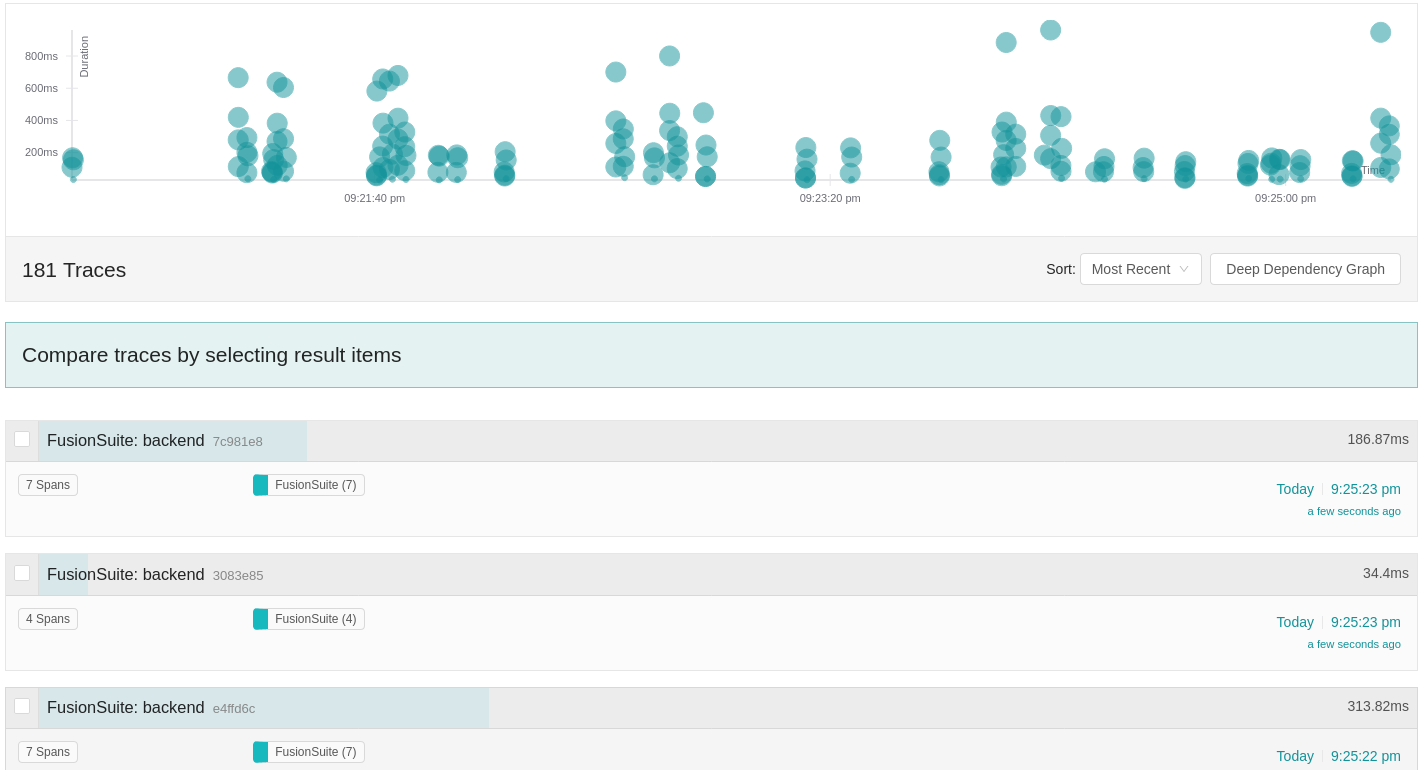 Duration
800ms
600ms
400ms
200ms
Time
09:21:40 pm
09:23:20 pm
09:25:00 pm
181 Traces
Sort: Most Recent
Deep Dependency Graph
Compare traces by selecting result items
FusionSuite: backend 7c981e8
186.87ms
7 Spans
FusionSuite (7)
Today 9:25:23 pm
a few seconds ago
FusionSuite: backend 3083e85
34.4ms
4 Spans
FusionSuite (4)
Today 9:25:23 pm
a few seconds ago
FusionSuite: backend e4ffd6c
313.82ms
7 Spans
FusionSuite (7)
Today 9:25:22 pm